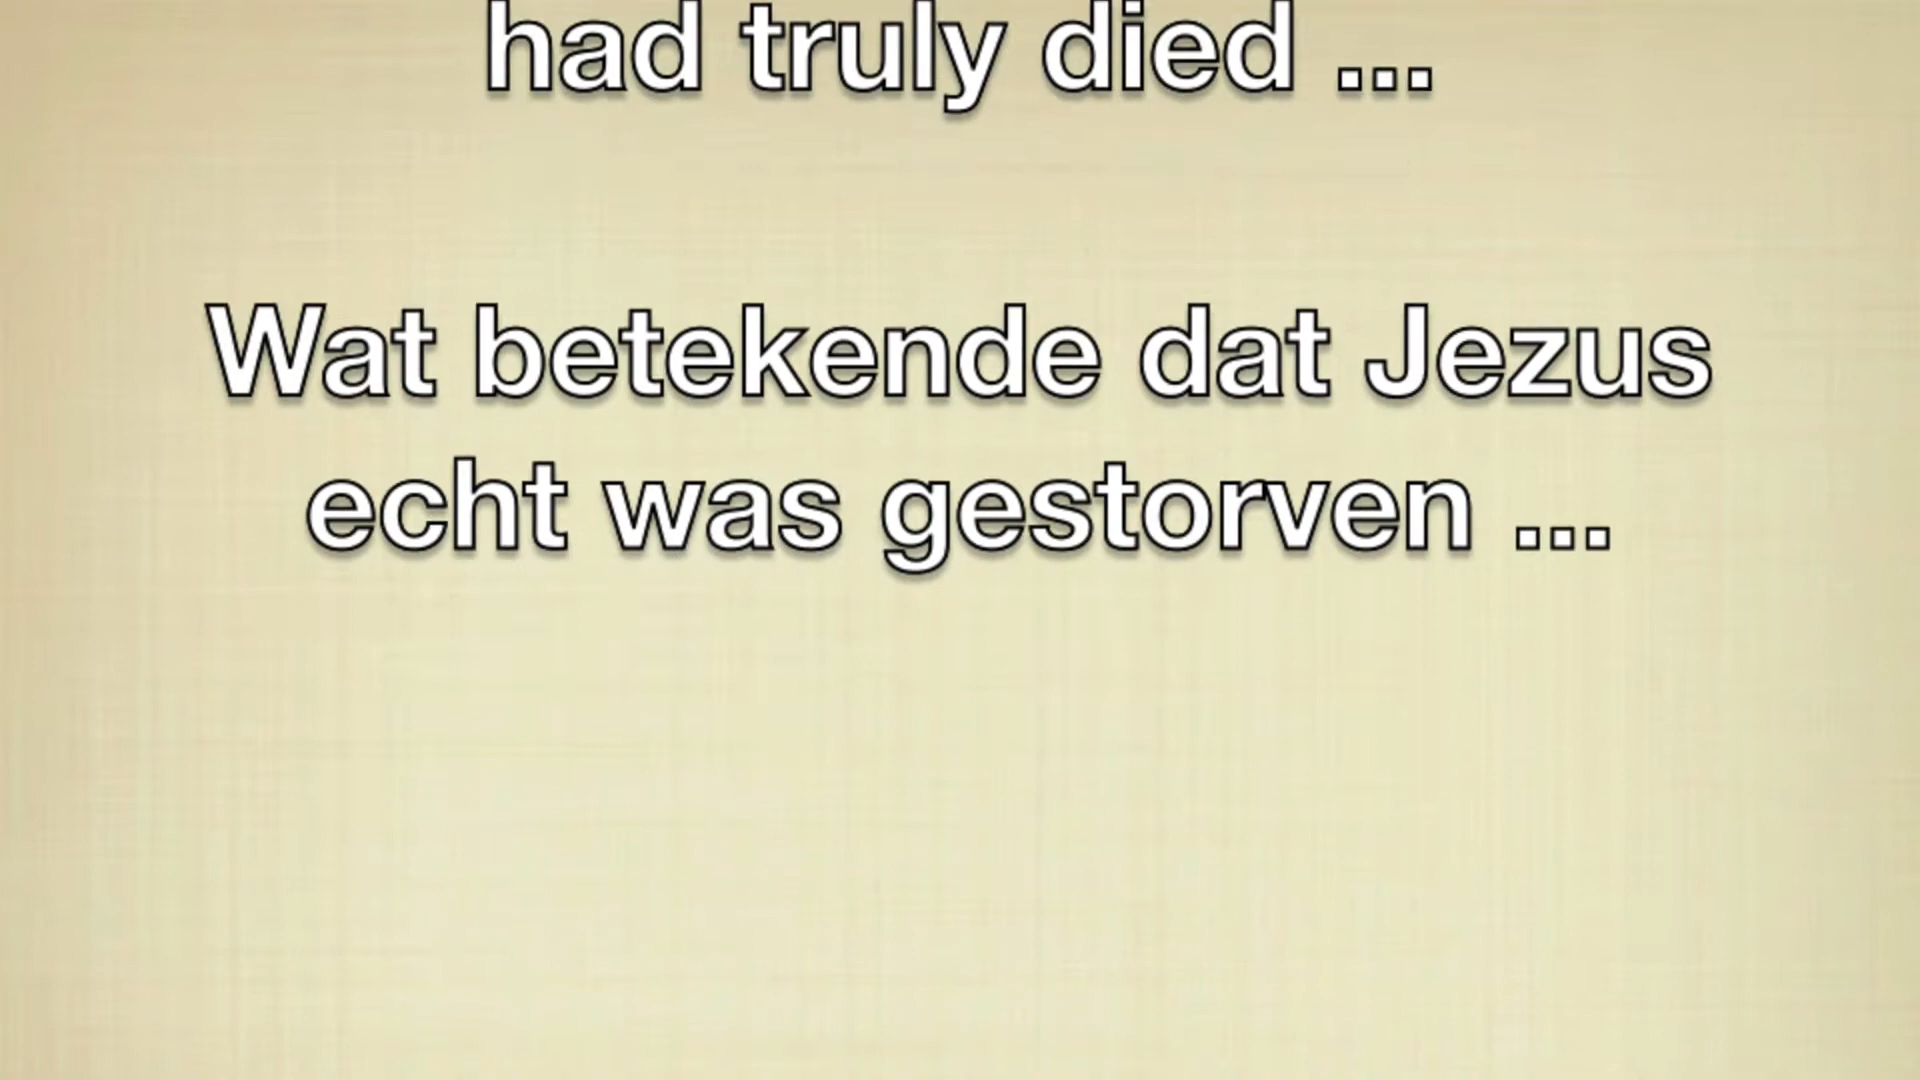 had truly died ...
Wat betekende dat Jezus
echt was gestorven ...